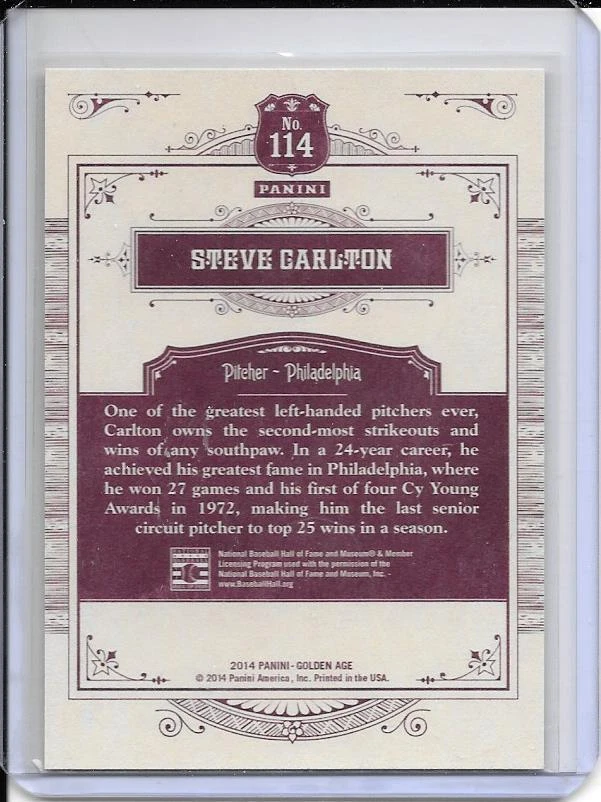 No.
114
PANINI
STEVE CARLTON
Pitcher ~ Philadelphia
One of the greatest left-handed pitchers ever,
Carlton owns the second-most strikeouts and
wins of any southpaw. In a 24-year career, he
achieved his greatest fame in Philadelphia, where
he won 27 games and his first of four Cy Young
Awards in 1972, making him the last senior
circuit pitcher to top 25 wins in a season.
National Baseball Hall of Fame and Museum® & Member
Licensing Program used with the permission of the
National Baseball Hall of Fame and Museum, Inc. -
www.BaseballHall.org
2014 PANINI - GOLDEN AGE
© 2014 Panini America, Inc. Printed in the USA.